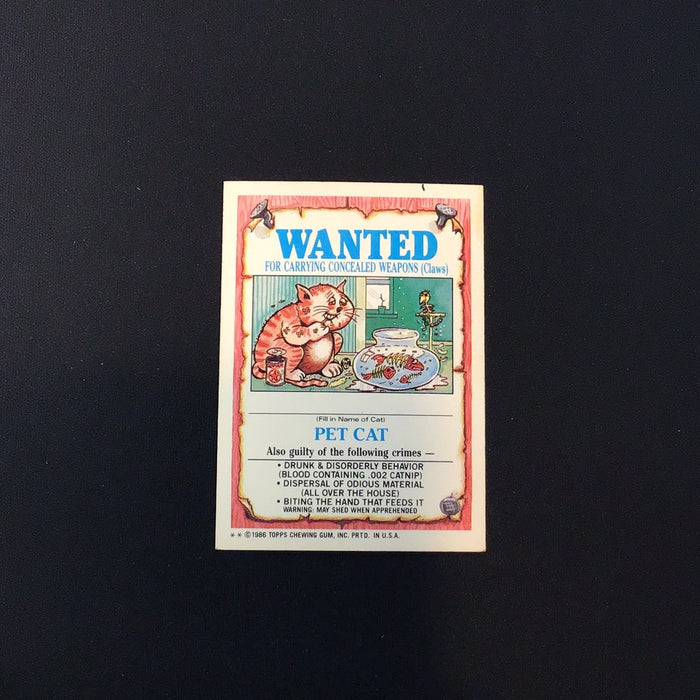 WANTED
FOR CARRYING CONCEALED WEAPONS (Claws)
(Fill in Name of Cat)
PET CAT
Also guilty of the following crimes —
• DRUNK & DISORDERLY BEHAVIOR
(BLOOD CONTAINING .002 CATNIP)
• DISPERSAL OF ODIOUS MATERIAL
(ALL OVER THE HOUSE)
• BITING THE HAND THAT FEEDS IT
WARNING: MAY SHED WHEN APPREHENDED
* * ©1986 TOPPS CHEWING GUM, INC. PRTD. IN U.S.A.